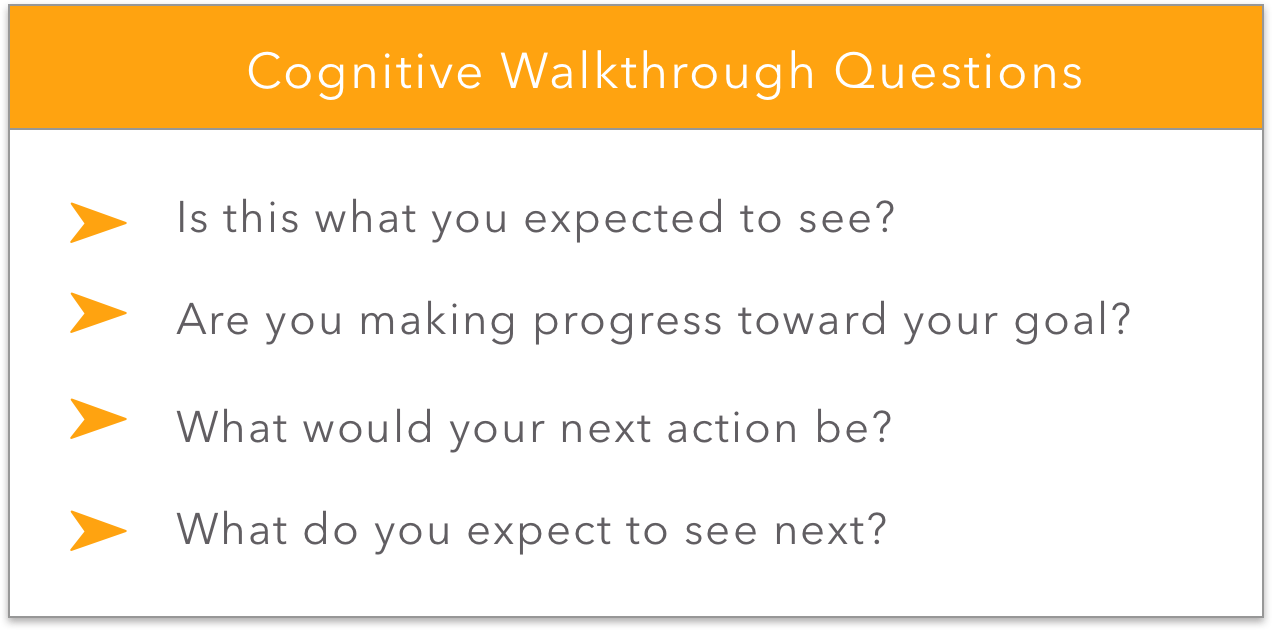 Cognitive Walkthrough Questions
Is this what you expected to see?
Are you making progress toward your goal?
What would your next action be?
What do you expect to see next?